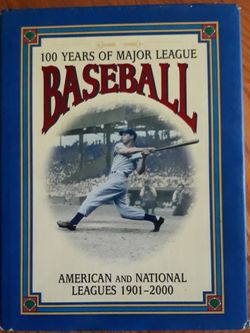 100 YEARS OF MAJOR LEAGUE
BASEBALL
AMERICAN AND NATIONAL
LEAGUES 1901-2000